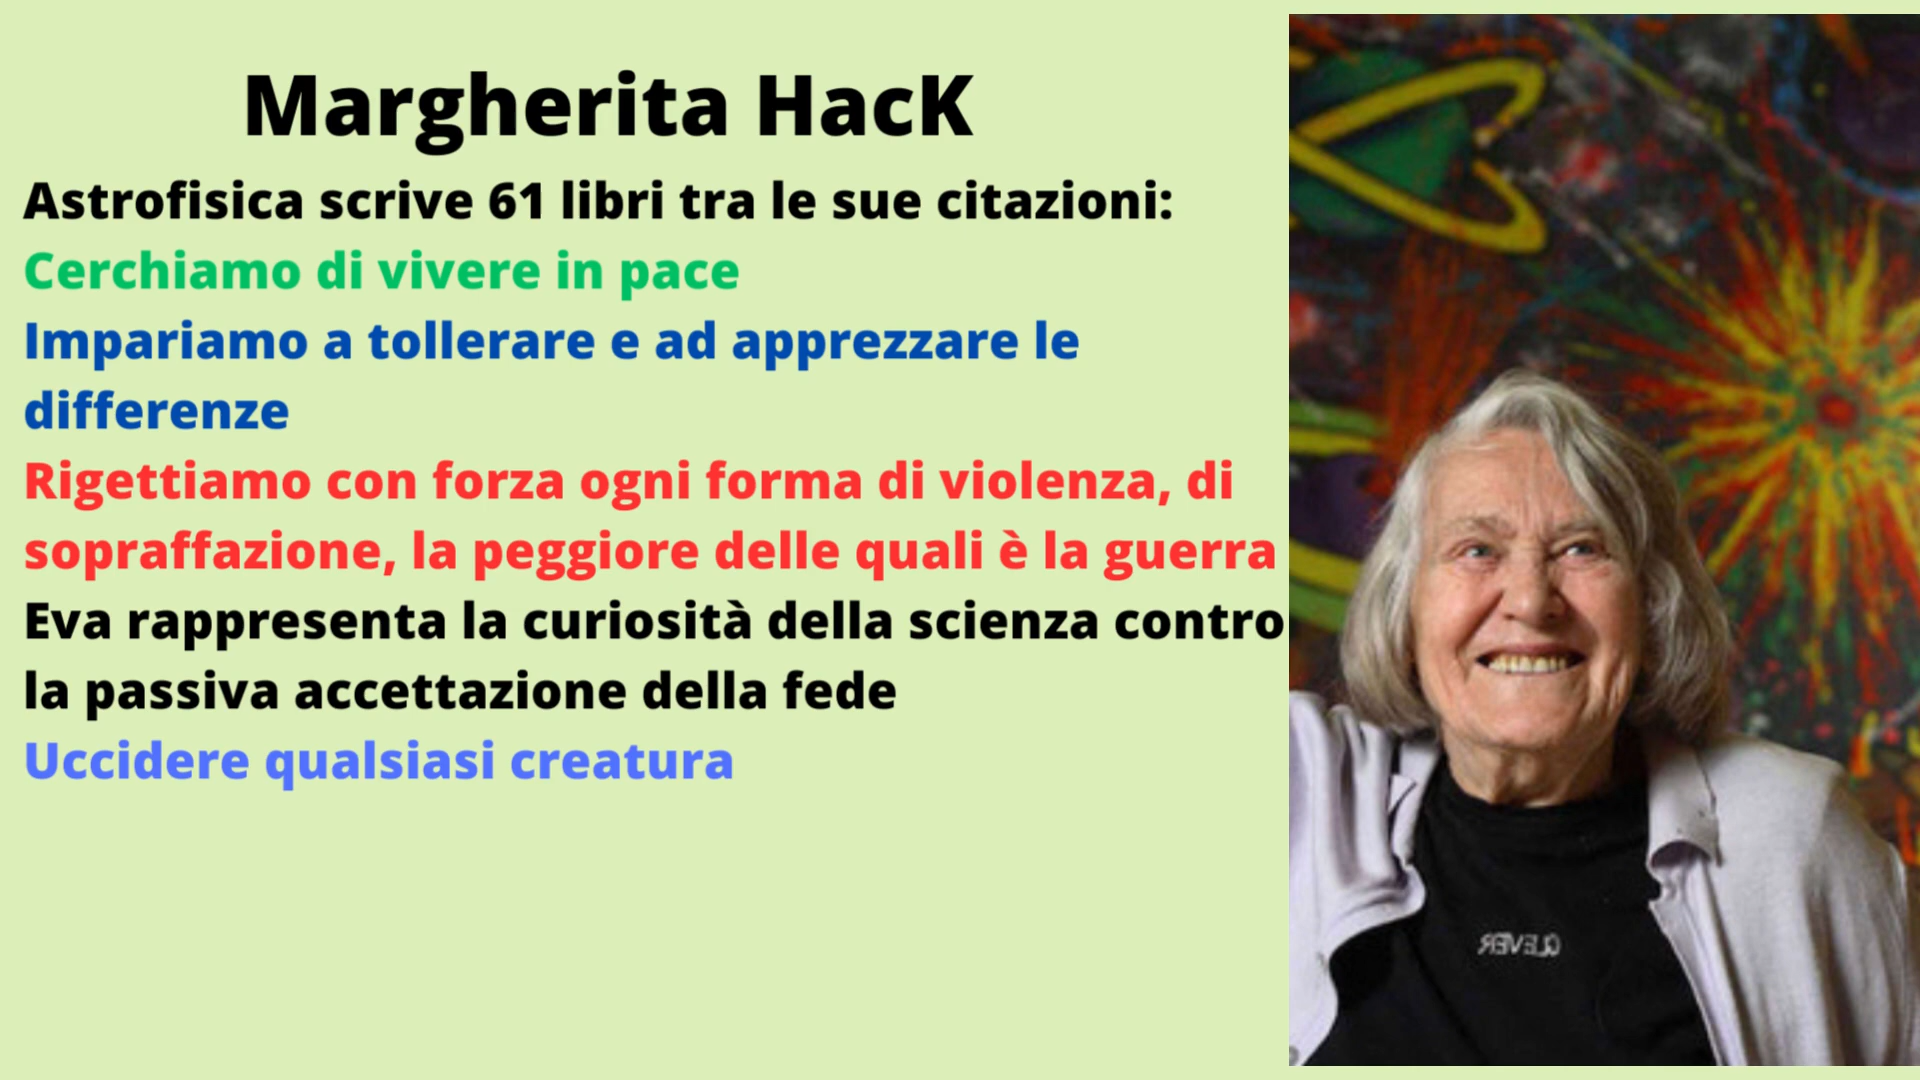 Margherita HacK
Astrofisica scrive 61 libri tra le sue citazioni:
Cerchiamo di vivere in pace
Impariamo a tollerare e ad apprezzare le
differenze
Rigettiamo con forza ogni forma di violenza, di
sopraffazione, la peggiore delle quali è la guerra
Eva rappresenta la curiosità della scienza contro
la passiva accettazione della fede
Uccidere qualsiasi creatura
CLEVER